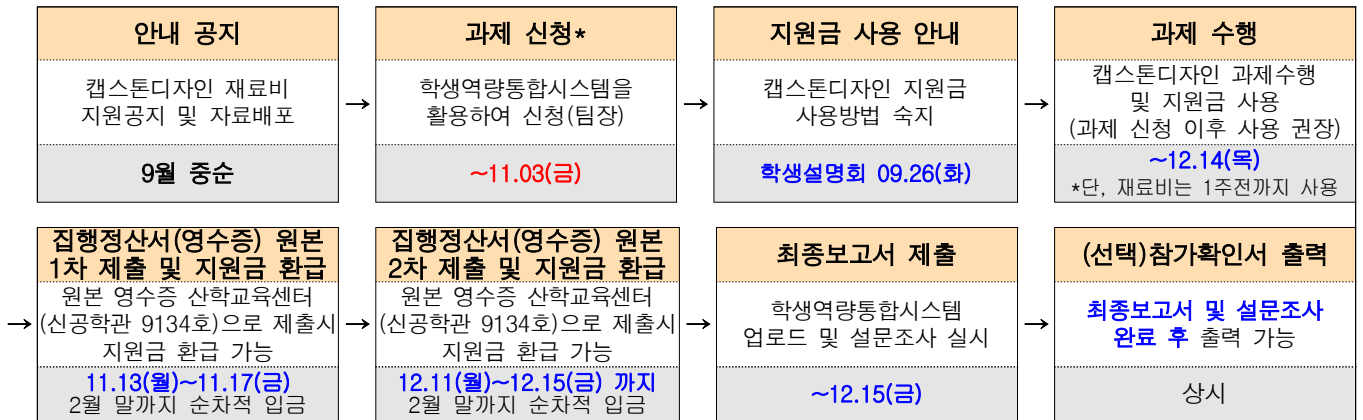 안내 공지
캡스톤디자인 재료비
지원공지 및 자료배포
9월 중순
→
과제 신청*
학생역량통합시스템을
활용하여 신청(팀장)
~11.03(금)
→
지원금 사용 안내
캡스톤디자인 지원금
사용방법 숙지
학생설명회 09.26(화)
→
과제 수행
캡스톤디자인 과제수행
및 지원금 사용
(과제 신청 이후 사용 권장)
~12.14(목)
*단, 재료비는 1주전까지 사용
→
집행정산서(영수증) 원본
1차 제출 및 지원금 환급
원본 영수증 산학교육센터
(신공학관 9134호)으로 제출시
지원금 환급 가능
11.13(월)~11.17(금)
2월 말까지 순차적 입금
→
집행정산서(영수증) 원본
2차 제출 및 지원금 환급
원본 영수증 산학교육센터
(신공학관 9134호)으로 제출시
지원금 환급 가능
12.11(월)~12.15(금) 까지
2월 말까지 순차적 입금
→
최종보고서 제출
학생역량통합시스템
업로드 및 설문조사 실시
~12.15(금)
→
(선택)참가확인서 출력
최종보고서 및 설문조사
완료 후 출력 가능
상시